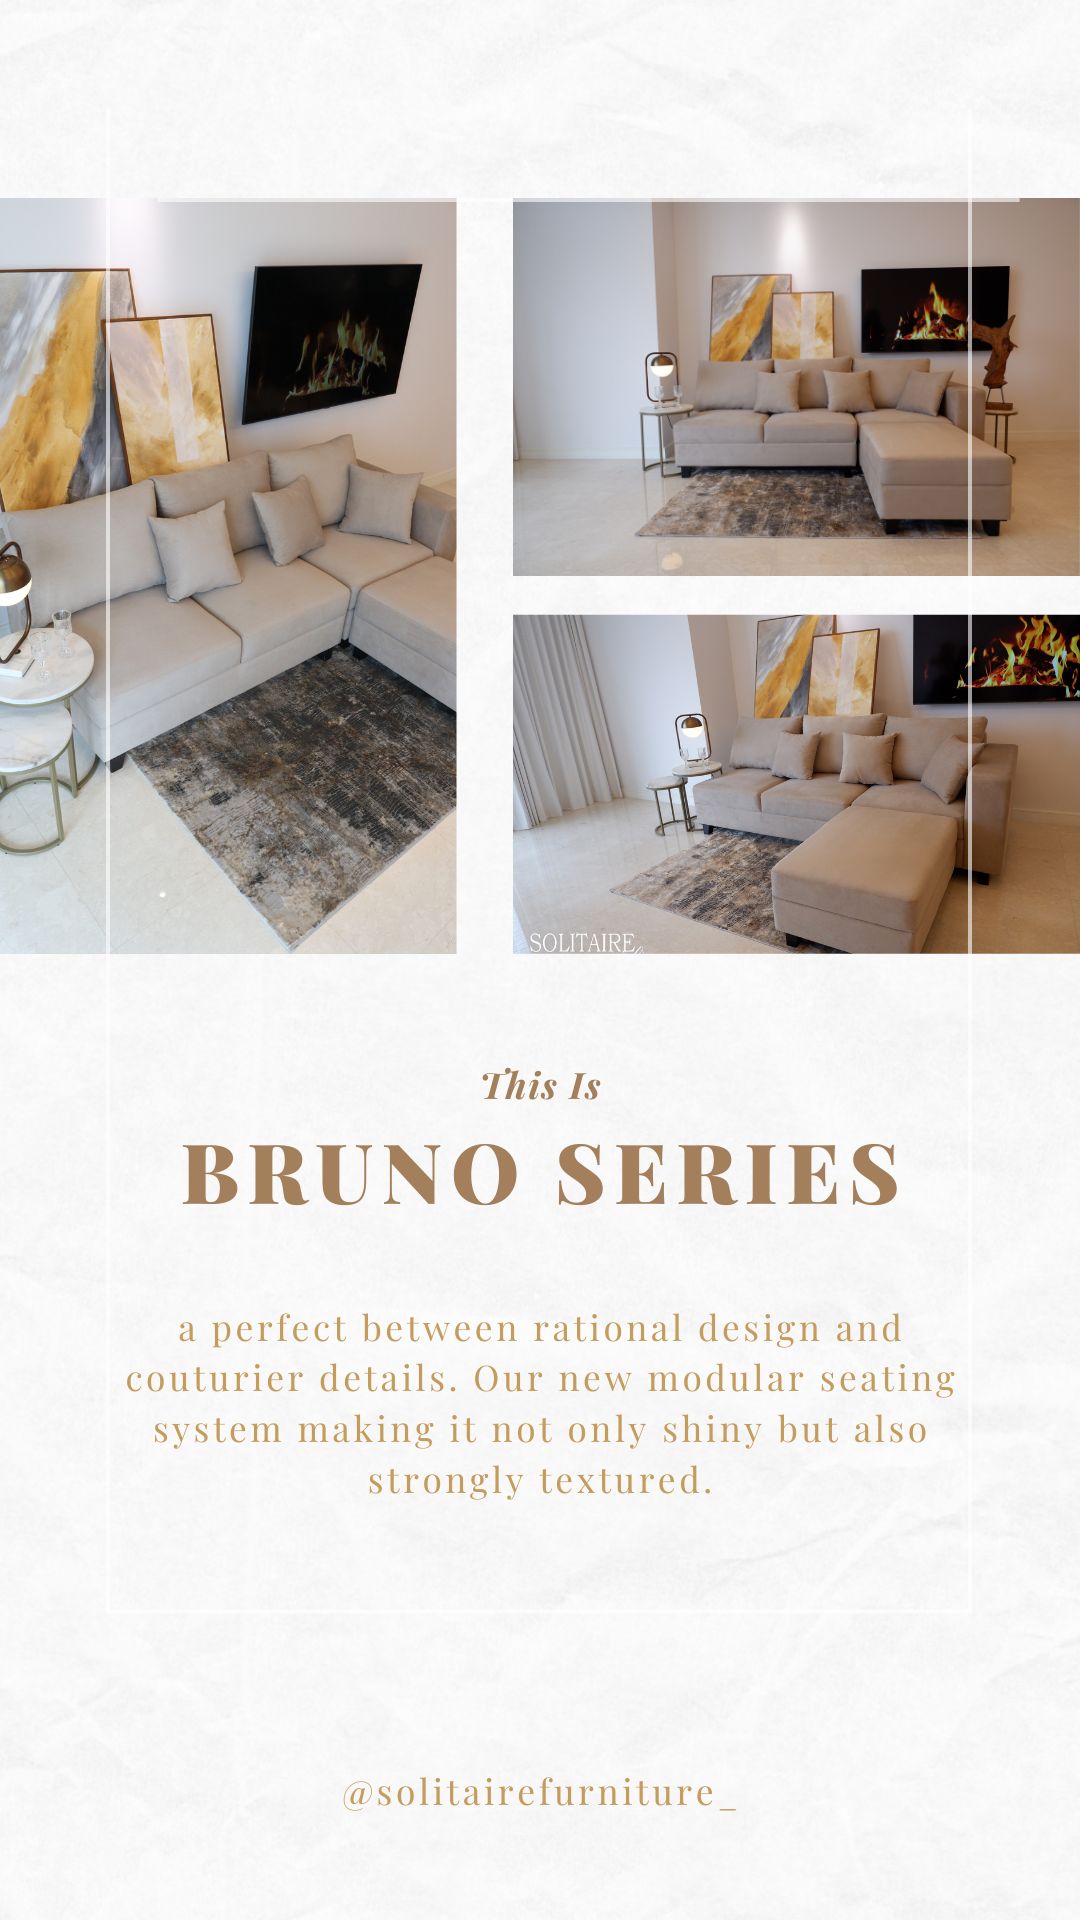 SOLITAIRE
This Is
BRUNO SERIES
a perfect between rational design and
couturier details. Our new modular seating
system making it not only shiny but also
strongly textured.
@solitairefurniture_